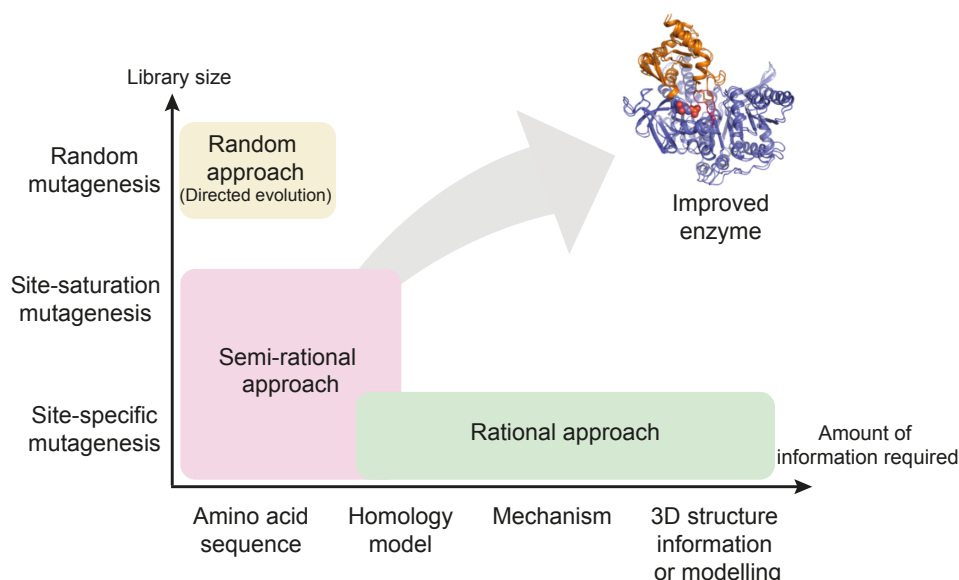 Library size
Random
mutagenesis
Random
approach
(Directed evolution)
Improved
enzyme
Site-saturation
mutagenesis
Semi-rational
approach
Site-specific
mutagenesis
Rational approach
Amount of
information required
Amino acid
sequence
Homology
model
Mechanism
3D structure
information
or modelling